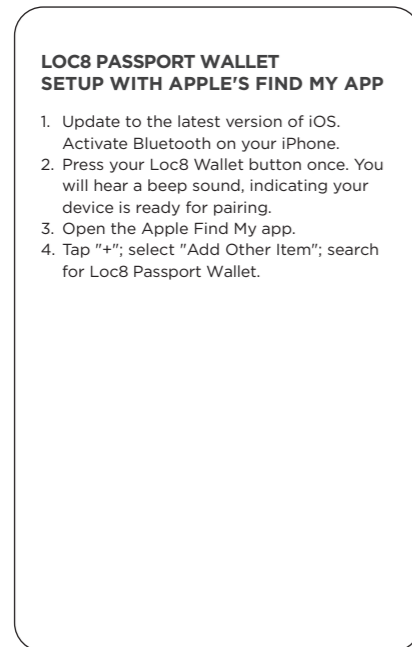 LOC8 PASSPORT WALLET
SETUP WITH APPLE'S FIND MY APP
1. Update to the latest version of iOS.
Activate Bluetooth on your iPhone.
2. Press your Loc8 Wallet button once. You
will hear a beep sound, indicating your
device is ready for pairing.
3. Open the Apple Find My app.
4. Tap "+"; select "Add Other Item"; search
for Loc8 Passport Wallet.